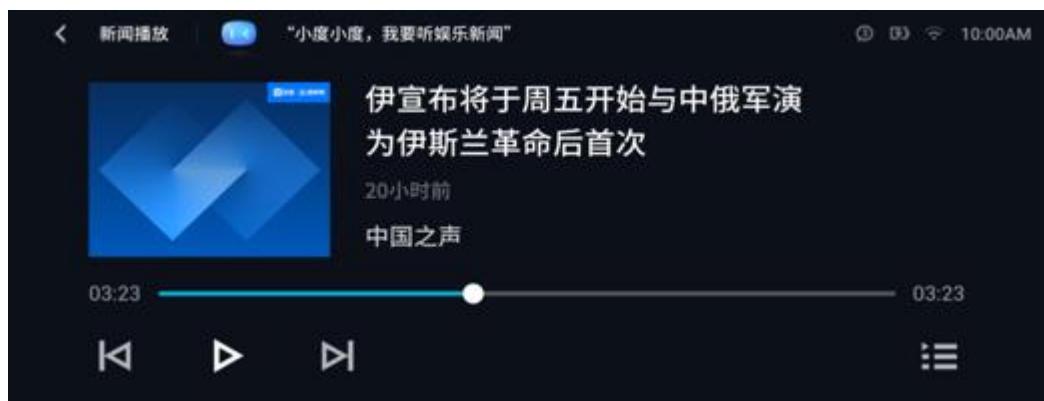 新闻播放
“小度小度，我要听娱乐新闻”
10:00AM
伊宣布将于周五开始与中俄军演
为伊斯兰革命后首次
20小时前
中国之声
03:23
03:23